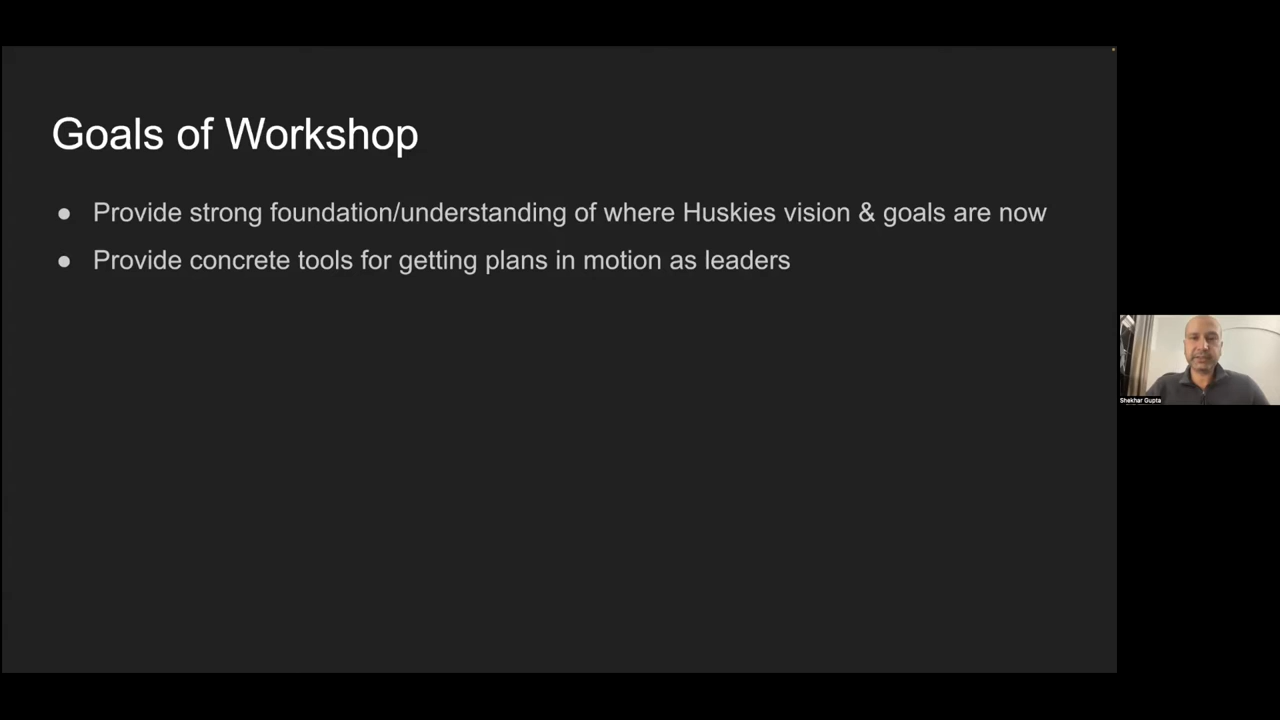 Goals of Workshop
● Provide strong foundation/understanding of where Huskies vision & goals are now
● Provide concrete tools for getting plans in motion as leaders
Shekhar Gupta